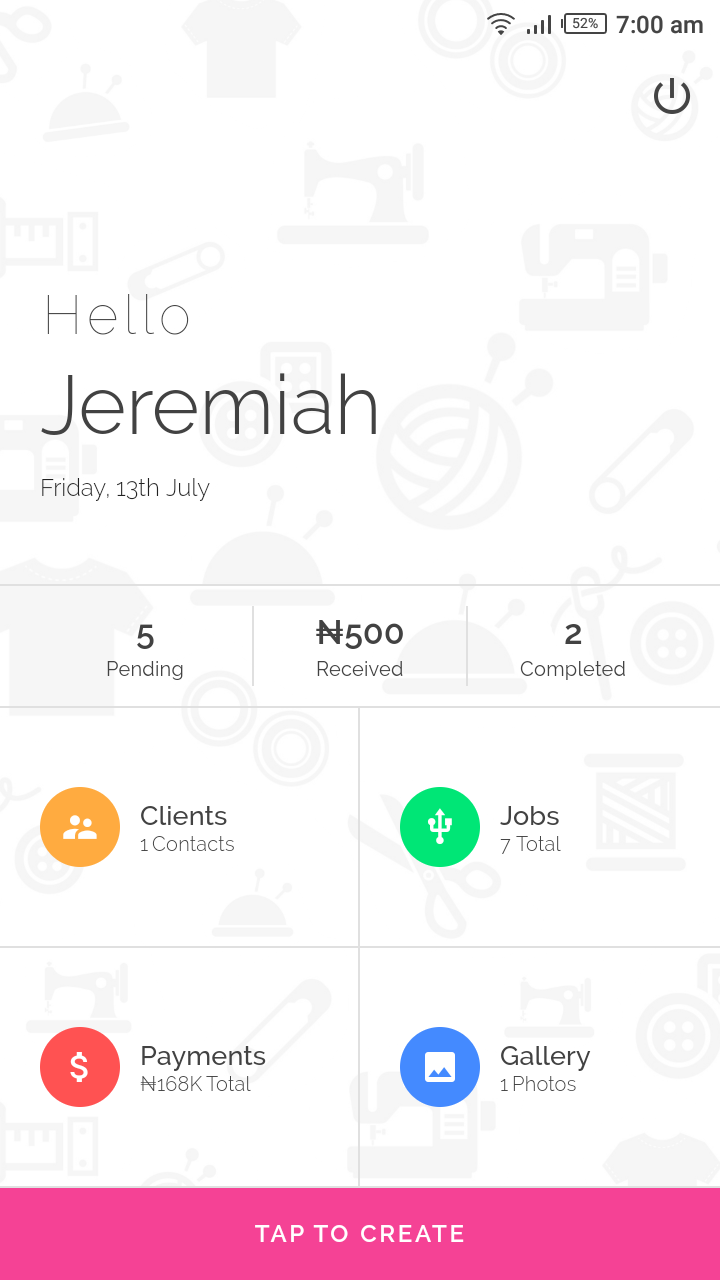 52% 7:00 am
Hello
Jeremiah
Friday, 13th July
5 ₦500 2
Pending Received Completed
Clients Jobs
1 Contacts 7 Total
Payments Gallery
₦168K Total 1 Photos
TAP TO CREATE